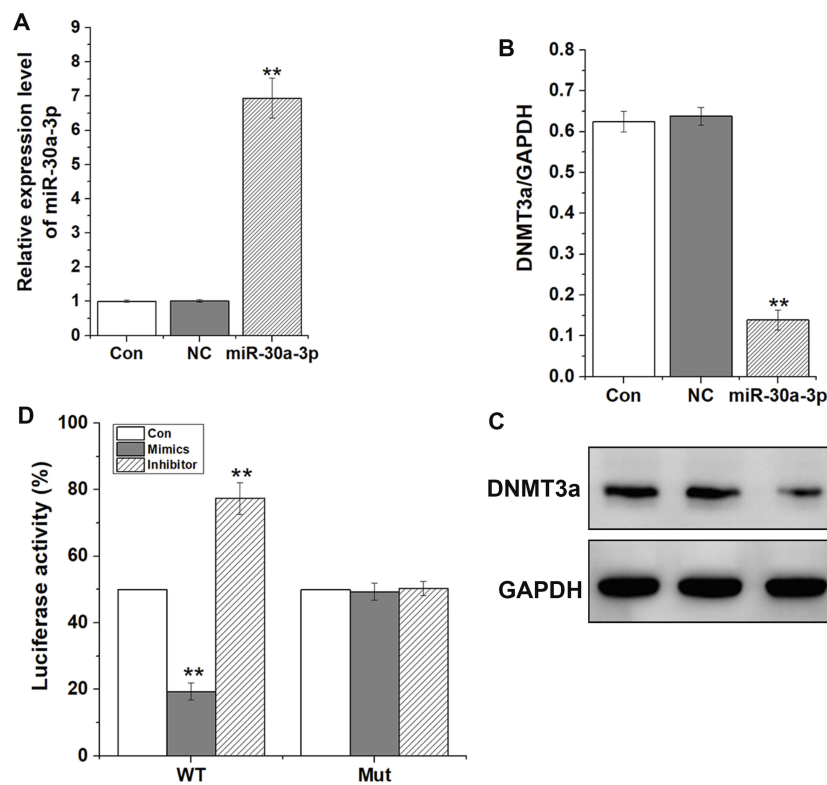 A
Relative expression level
of miR-30a-3p
9
8
7
6
5
4
3
2
1
0
**
Con NC miR-30a-3p
B
DNMT3a/GAPDH
0.8
0.7
0.6
0.5
0.4
0.3
0.2
0.1
0.0
**
Con NC miR-30a-3p
C
DNMT3a
GAPDH
D
Luciferase activity (%)
100
80
60
40
20
0
Con
Mimics
Inhibitor
**
**
WT Mut